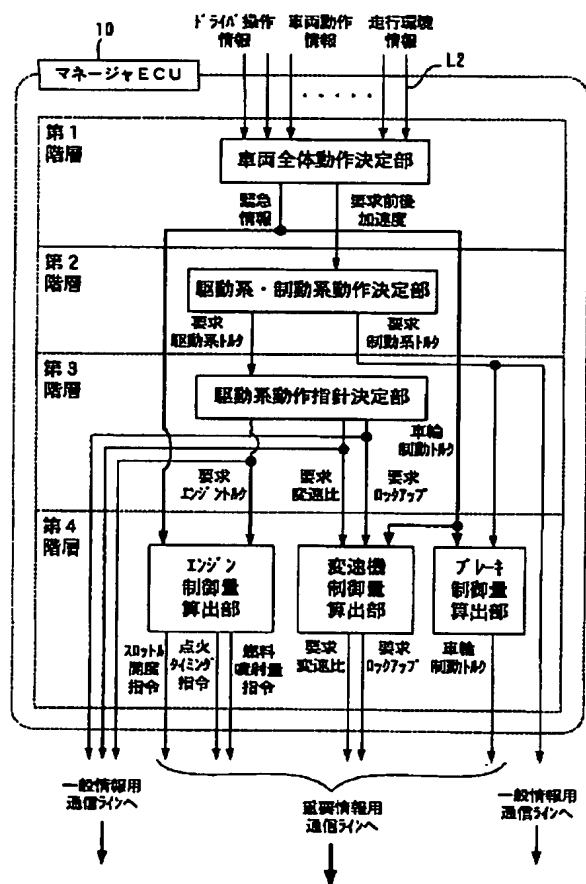 10
マネージャECU
ﾄﾞﾗｲﾊﾞ操作
情報
車両動作
情報
走行環境
情報
L2
第1
階層
車両全体動作決定部
緊急
情報
要求前後
加速度
第2
階層
駆動系・制動系動作決定部
要求
駆動系ﾄﾙｸ
要求
制動系ﾄﾙｸ
第3
階層
駆動系動作指針決定部
車輪
制動ﾄﾙｸ
要求
ｴﾝｼﾞﾝﾄﾙｸ
要求
変速比
要求
ﾛｯｸｱｯﾌﾟ
第4
階層
ｴﾝｼﾞﾝ
制御量
算出部
変速機
制御量
算出部
ﾌﾞﾚｰｷ
制御量
算出部
ｽﾛｯﾄﾙ
開度
指令
点火
ﾀｲﾐﾝｸﾞ
指令
燃料
噴射量
指令
要求
変速比
要求
ﾛｯｸｱｯﾌﾟ
車輪
制動ﾄﾙｸ
一般情報用
通信ﾗｲﾝへ
重要情報用
通信ﾗｲﾝへ
一般情報用
通信ﾗｲﾝへ